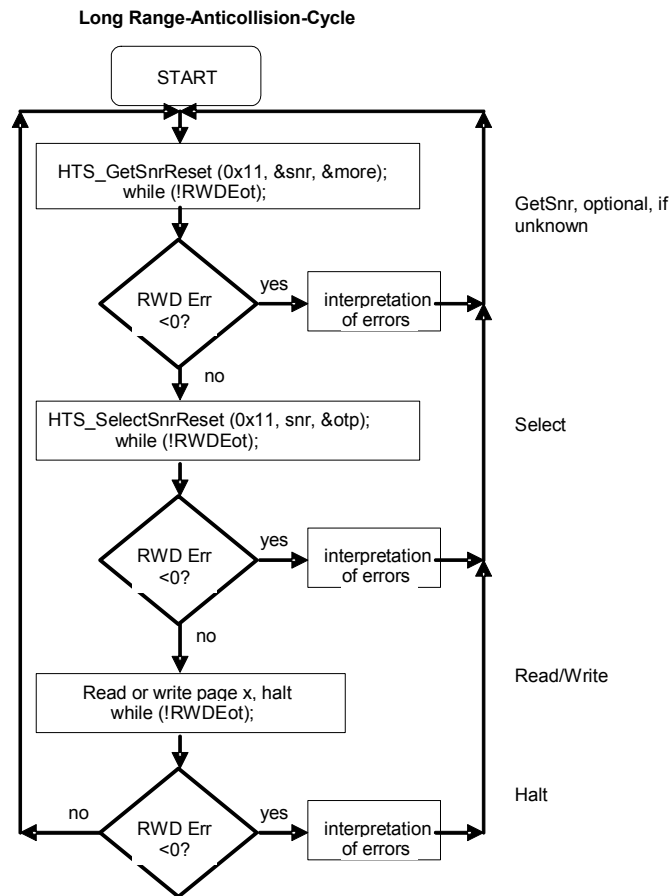 Long Range-Anticollision-Cycle
START
HTS_GetSnrReset (0x11, &snr, &more);
while (!RWDEot);
GetSnr, optional, if
unknown
RWD Err
<0?
yes
interpretation
of errors
no
HTS_SelectSnrReset (0x11, snr, &otp);
while (!RWDEot);
Select
RWD Err
<0?
yes
interpretation
of errors
no
Read or write page x, halt
while (!RWDEot);
Read/Write
Halt
no
RWD Err
<0?
yes
interpretation
of errors